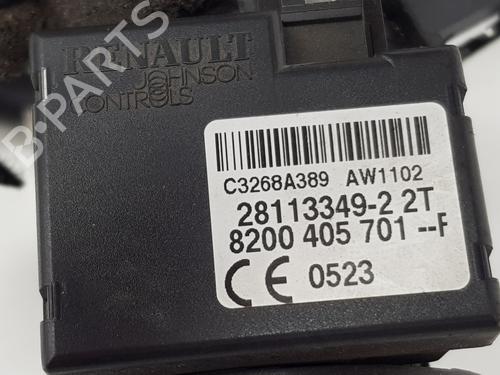 RENAULT
JOHNSON
CONTROLS
C3268A389 AW1102
28113349-2 2T
8200 405 701 --F
CE 0523
B-PARTS